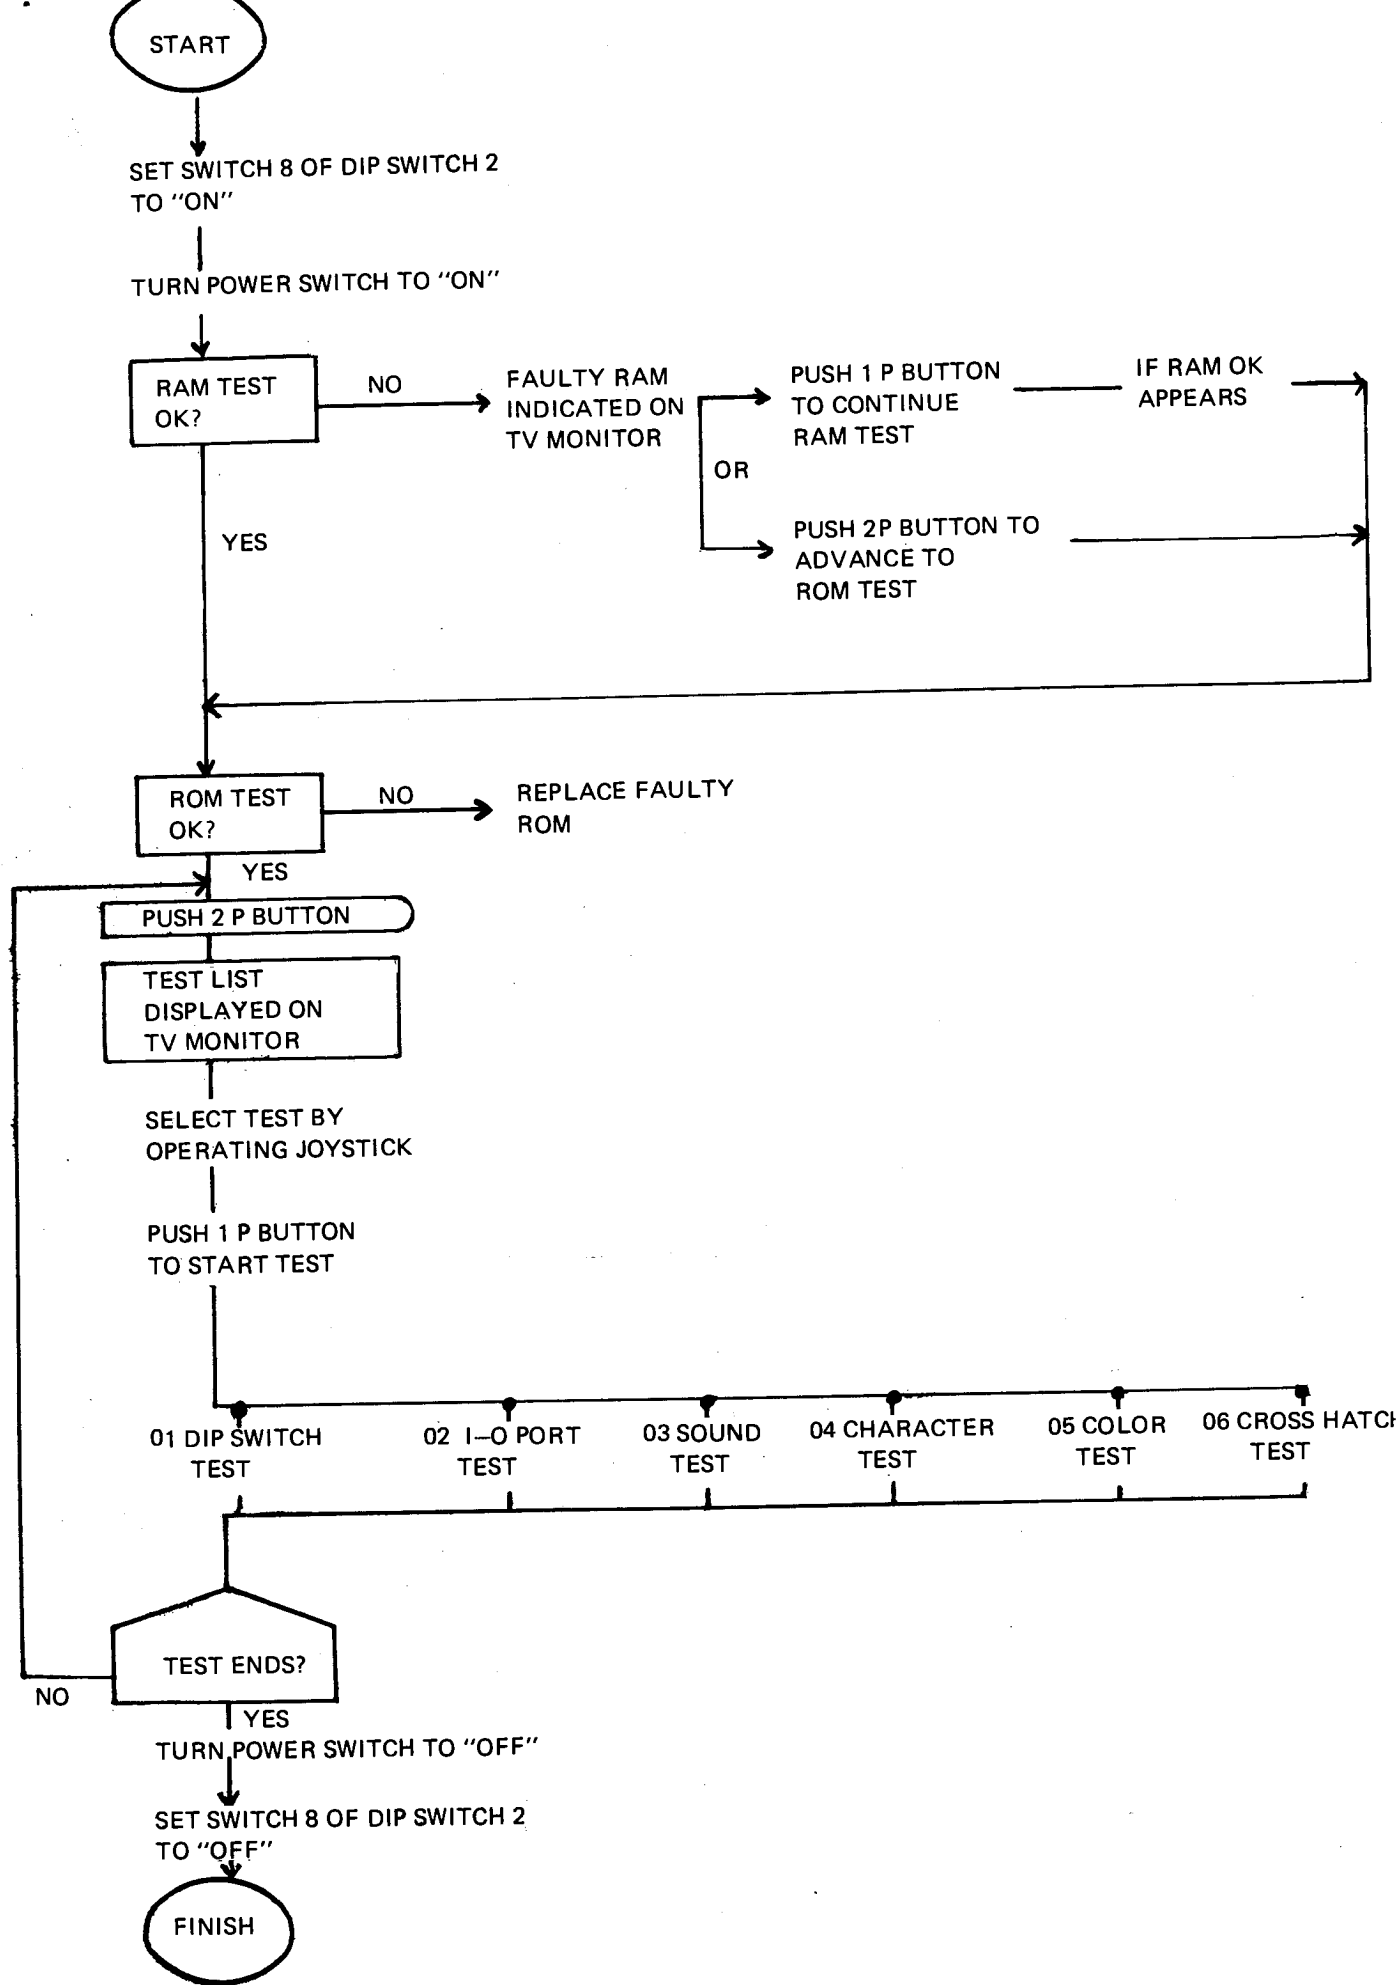 START
SET SWITCH 8 OF DIP SWITCH 2
TO "ON"
TURN POWER SWITCH TO "ON"
RAM TEST
OK?
NO
FAULTY RAM
INDICATED ON
TV MONITOR
OR
PUSH 1 P BUTTON
TO CONTINUE
RAM TEST
IF RAM OK
APPEARS
PUSH 2P BUTTON TO
ADVANCE TO
ROM TEST
YES
ROM TEST
OK?
NO
REPLACE FAULTY
ROM
YES
PUSH 2 P BUTTON
TEST LIST
DISPLAYED ON
TV MONITOR
SELECT TEST BY
OPERATING JOYSTICK
PUSH 1 P BUTTON
TO START TEST
01 DIP SWITCH
TEST
02 I–O PORT
TEST
03 SOUND
TEST
04 CHARACTER
TEST
05 COLOR
TEST
06 CROSS HATCH
TEST
TEST ENDS?
NO
YES
TURN POWER SWITCH TO "OFF"
SET SWITCH 8 OF DIP SWITCH 2
TO "OFF"
FINISH